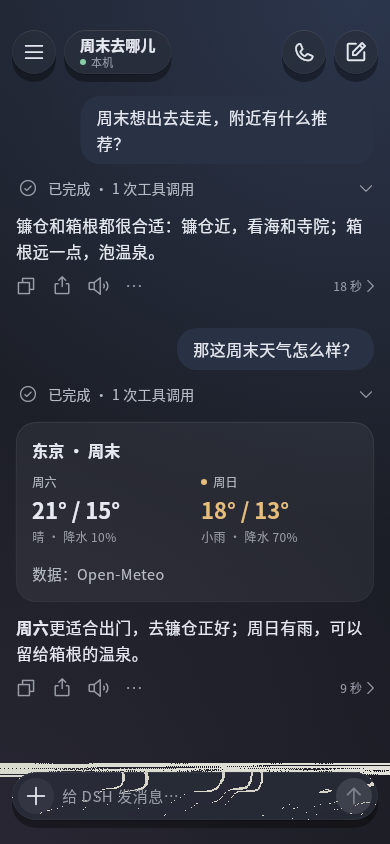 周末去哪儿
本机
周末想出去走走，附近有什么推
荐？
已完成 · 1 次工具调用
镰仓和箱根都很合适：镰仓近，看海和寺院；箱
根远一点，泡温泉。
18 秒
那这周末天气怎么样？
已完成 · 1 次工具调用
东京 · 周末
周六
周日
21° / 15°
18° / 13°
晴 · 降水 10%
小雨 · 降水 70%
数据：Open-Meteo
周六更适合出门，去镰仓正好；周日有雨，可以
留给箱根的温泉。
9 秒
给 DSH 发消息…